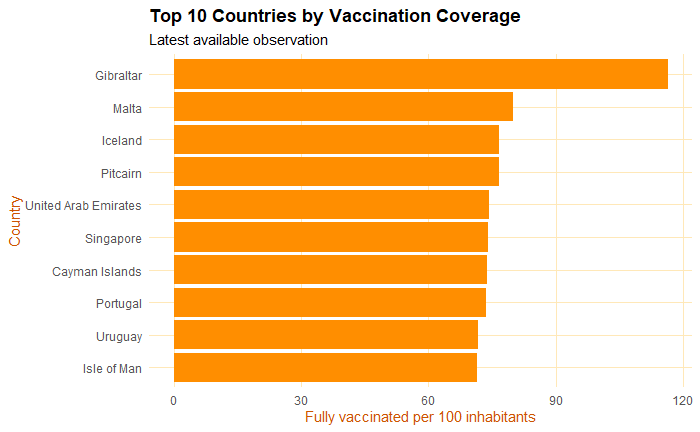 Top 10 Countries by Vaccination Coverage
Latest available observation
Country
Gibraltar
Malta
Iceland
Pitcairn
United Arab Emirates
Singapore
Cayman Islands
Portugal
Uruguay
Isle of Man
0 30 60 90 120
Fully vaccinated per 100 inhabitants